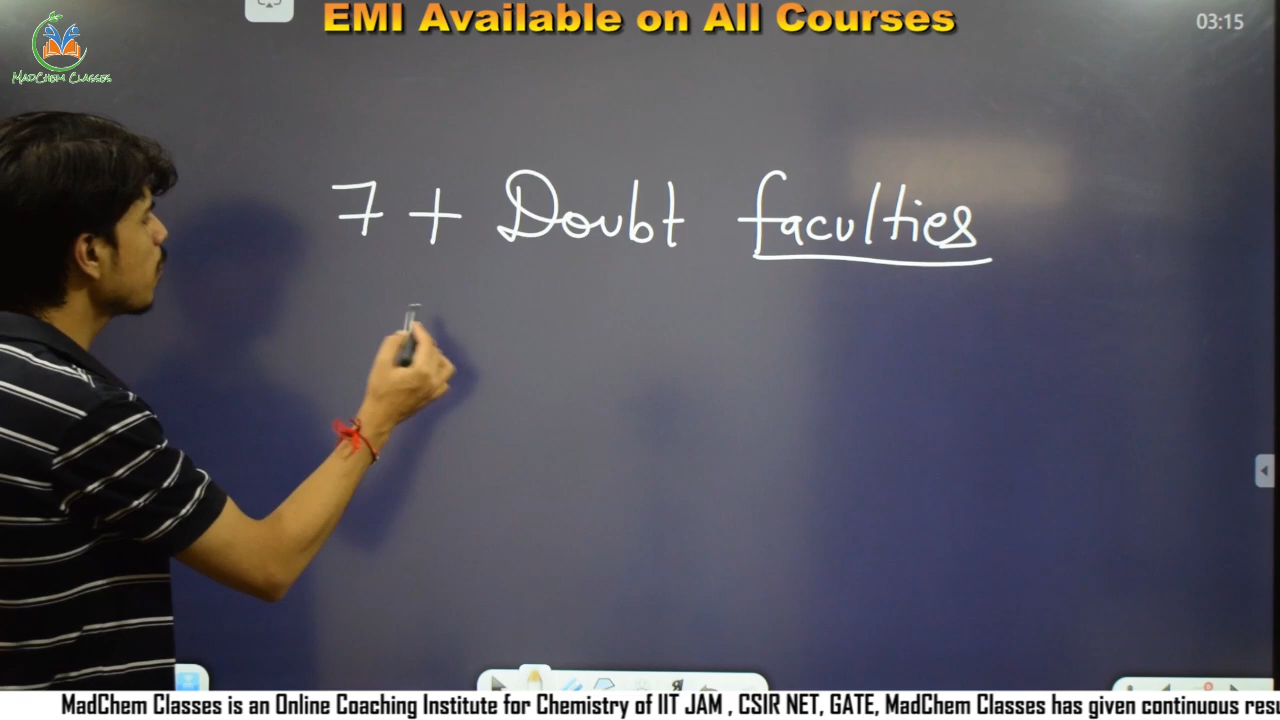 EMI Available on All Courses
03:15
MADCHEM CLASSES
7 + Doubt faculties
MadChem Classes is an Online Coaching Institute for Chemistry of IIT JAM , CSIR NET, GATE, MadChem Classes has given continuous resu